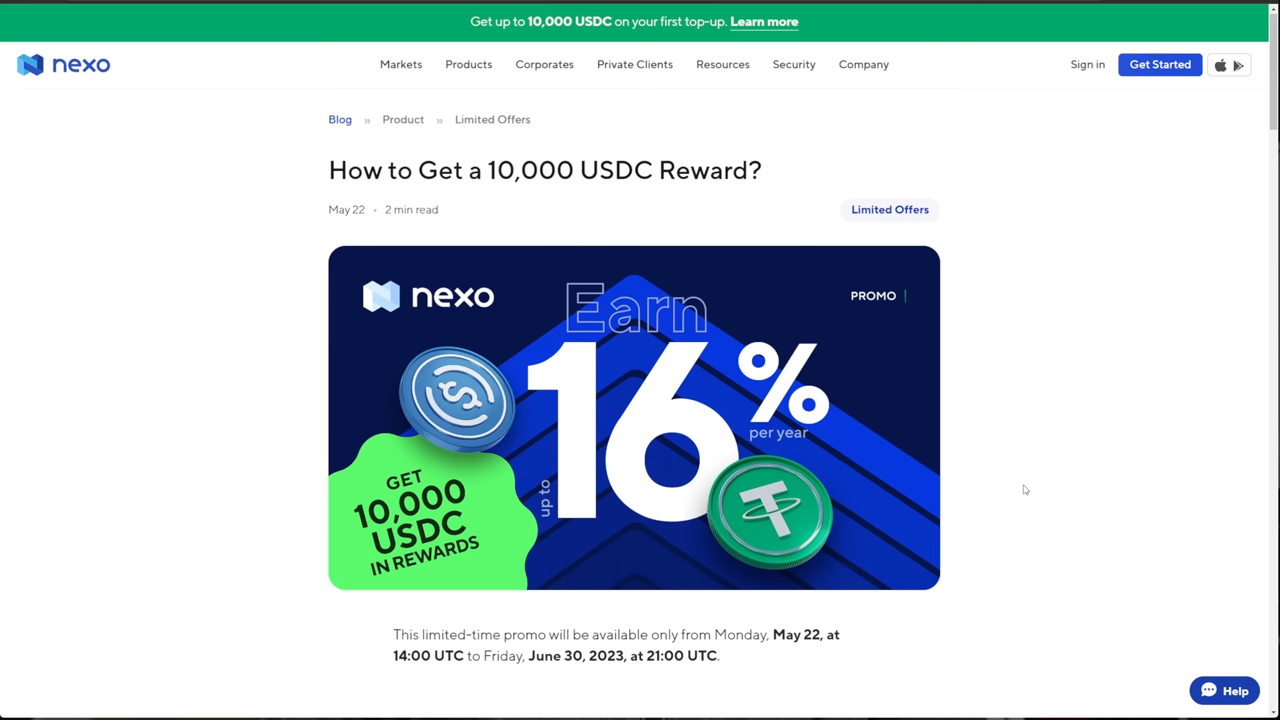 Get up to 10,000 USDC on your first top-up. Learn more
nexo
Markets Products Corporates Private Clients Resources Security Company
Sign in Get Started
Blog » Product » Limited Offers
How to Get a 10,000 USDC Reward?
May 22 • 2 min read
Limited Offers
nexo
Earn
PROMO |
up to
16%
per year
GET
10,000
USDC
IN REWARDS
This limited-time promo will be available only from Monday, May 22, at
14:00 UTC to Friday, June 30, 2023, at 21:00 UTC.
Help